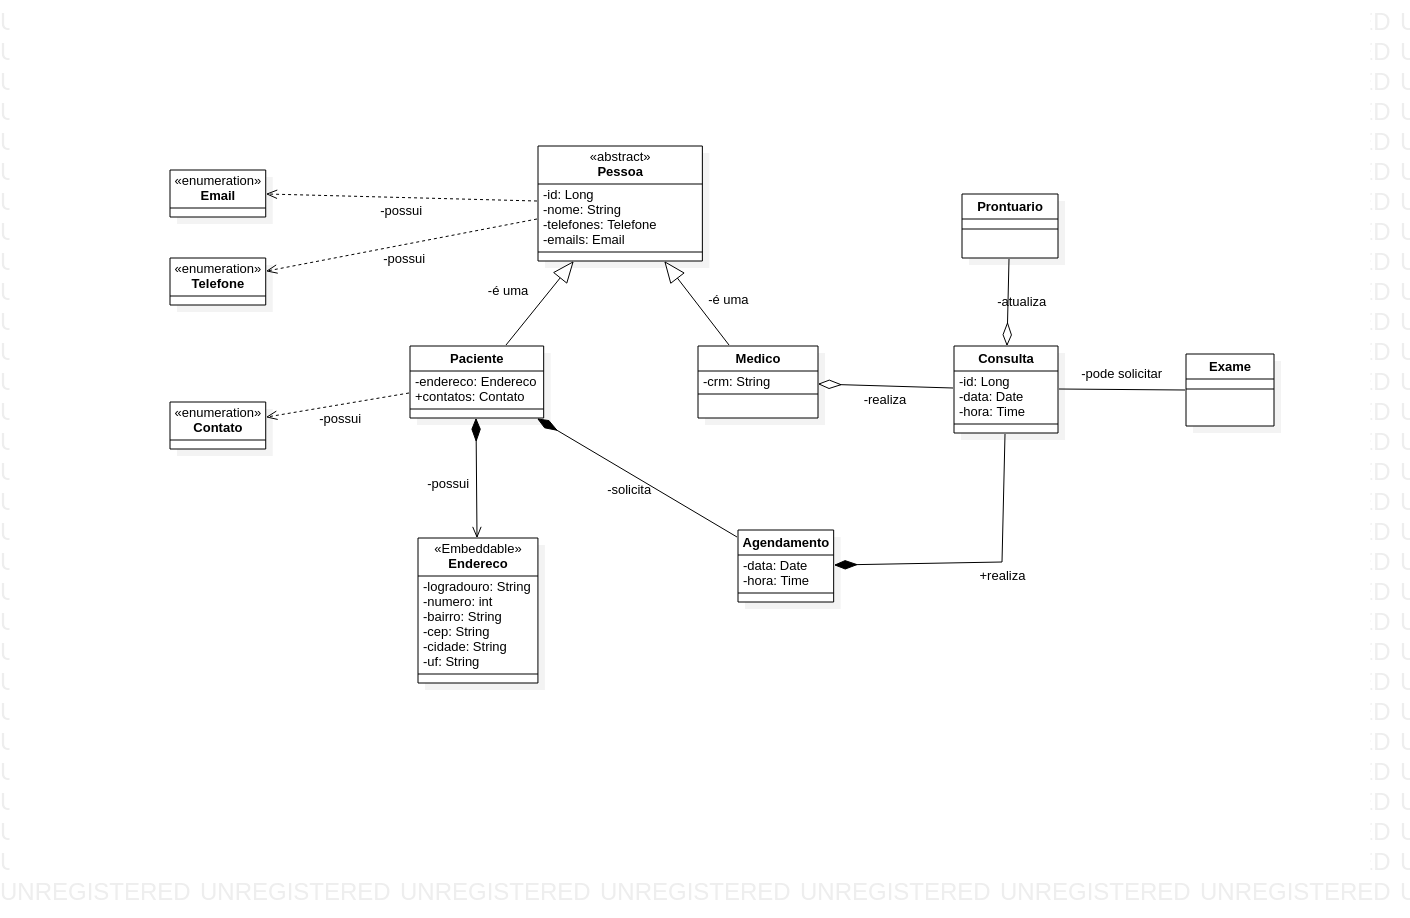 «abstract»
Pessoa
-id: Long
-nome: String
-telefones: Telefone
-emails: Email
«enumeration»
Email
-possui
«enumeration»
Telefone
-possui
Prontuario
-é uma
-é uma
-atualiza
Paciente
-endereco: Endereco
+contatos: Contato
Medico
-crm: String
-realiza
Consulta
-id: Long
-data: Date
-hora: Time
-pode solicitar
Exame
«enumeration»
Contato
-possui
-possui
-solicita
«Embeddable»
Endereco
-logradouro: String
-numero: int
-bairro: String
-cep: String
-cidade: String
-uf: String
Agendamento
-data: Date
-hora: Time
+realiza
UNREGISTERED UNREGISTERED UNREGISTERED UNREGISTERED UNREGISTERED UNREGISTERED UNREGISTERED